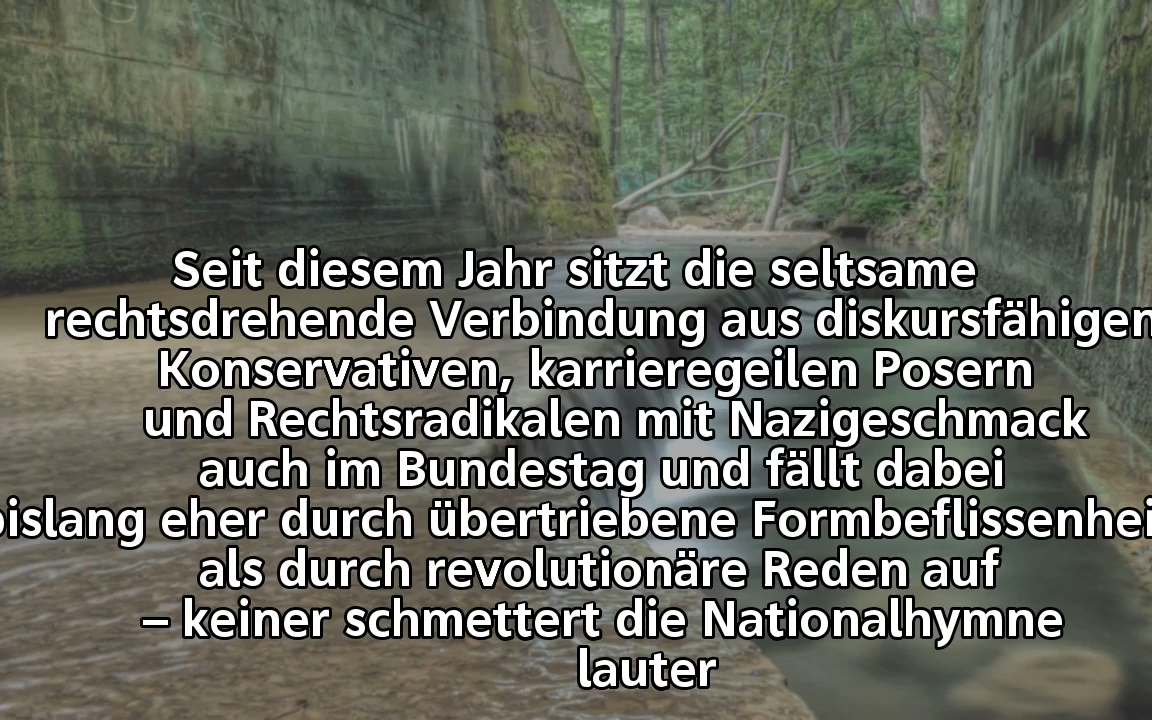 Seit diesem Jahr sitzt die seltsame
rechtsdrehende Verbindung aus diskursfähigen
Konservativen, karrieregeilen Posern
und Rechtsradikalen mit Nazigeschmack
auch im Bundestag und fällt dabei
bislang eher durch übertriebene Formbeflissenhei
als durch revolutionäre Reden auf
– keiner schmettert die Nationalhymne
lauter